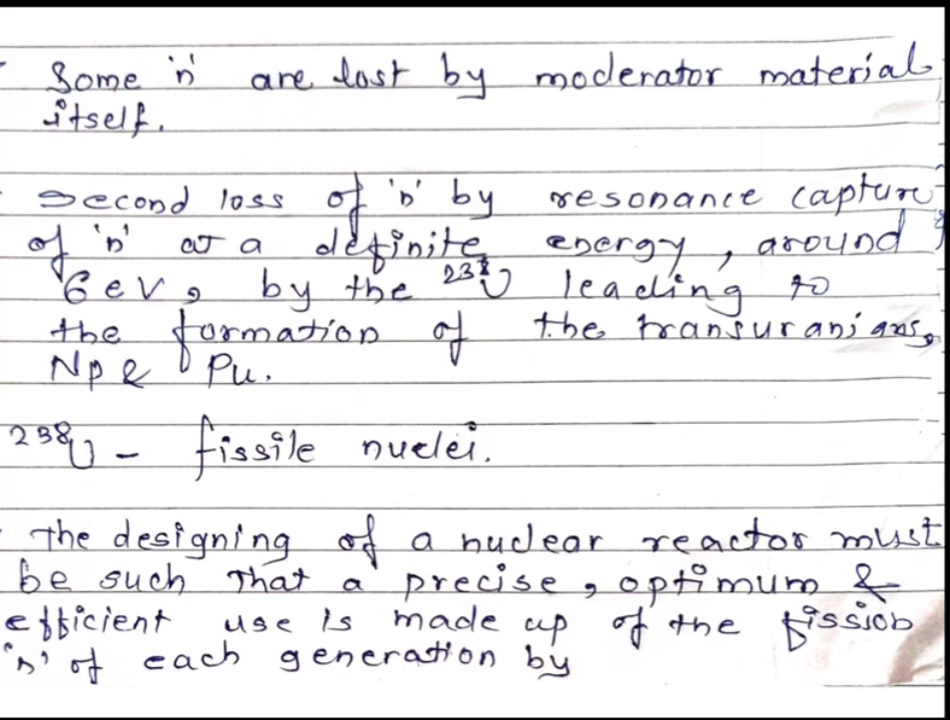 - Some 'n' are lost by moderator material
itself.
- Second loss of 'n' by resonance capture
of 'n' at a definite energy, around
6 eV, by the ²³⁸U leading to
the formation of the transuranians,
Np & Pu.
²³⁸U - fissile nuclei.
- The designing of a nuclear reactor must
be such that a precise, optimum &
efficient use is made up of the fission
'n' of each generation by